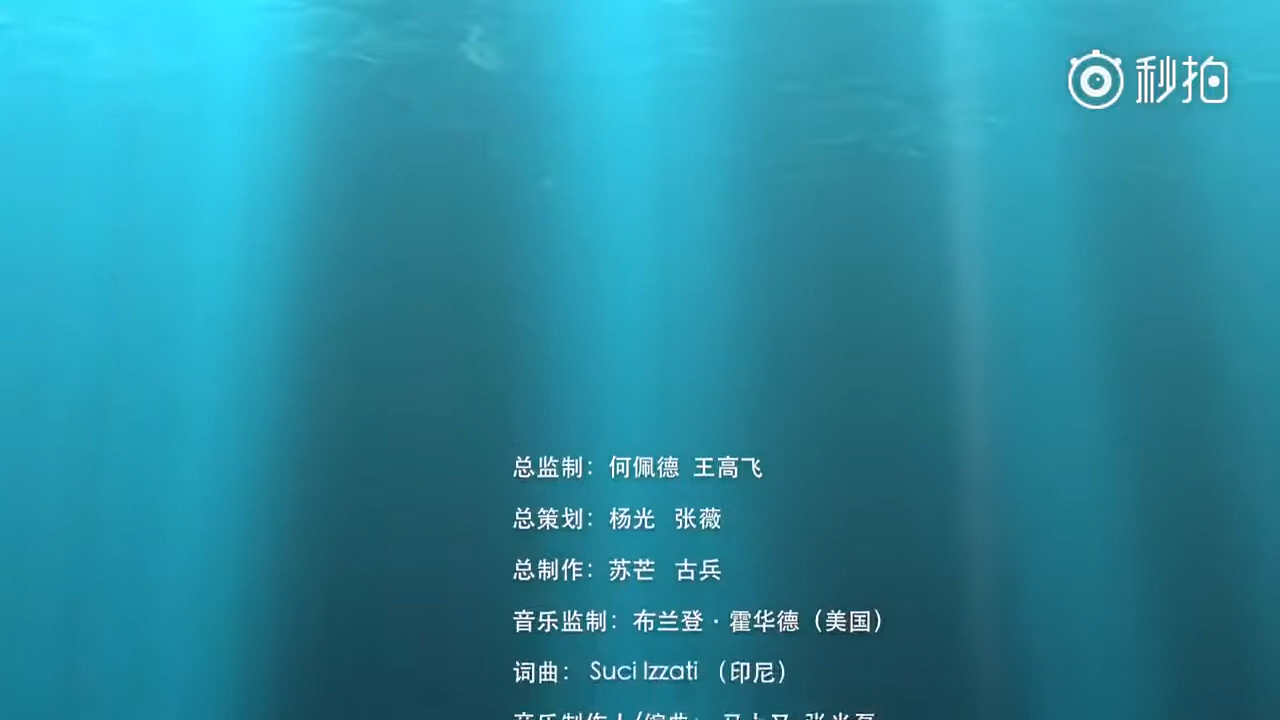 秒拍
总监制：何佩德 王高飞
总策划：杨光 张薇
总制作：苏芒 古兵
音乐监制：布兰登·霍华德（美国）
词曲： Suci Izzati （印尼）